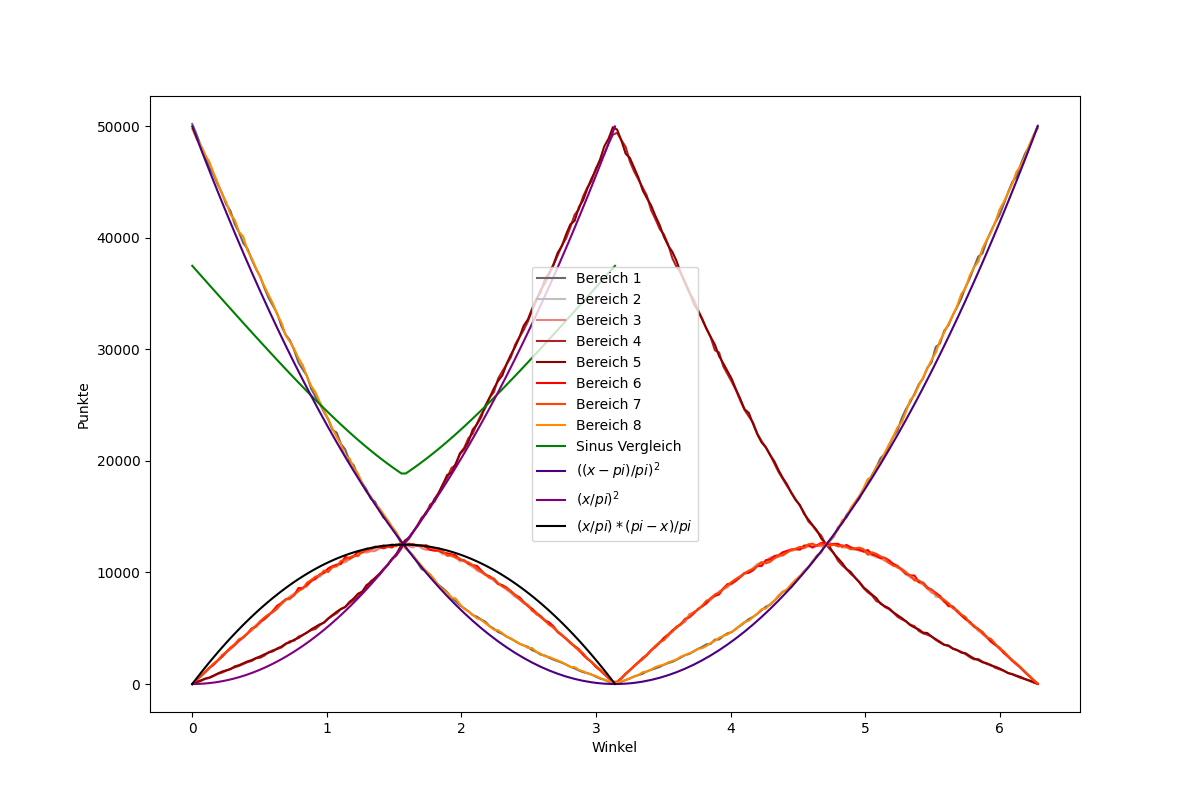 50000
40000
30000
20000
10000
0
Punkte
Bereich 1
Bereich 2
Bereich 3
Bereich 4
Bereich 5
Bereich 6
Bereich 7
Bereich 8
Sinus Vergleich
((x − pi)/pi)²
(x/pi)²
(x/pi) * (pi − x)/pi
0 1 2 3 4 5 6
Winkel